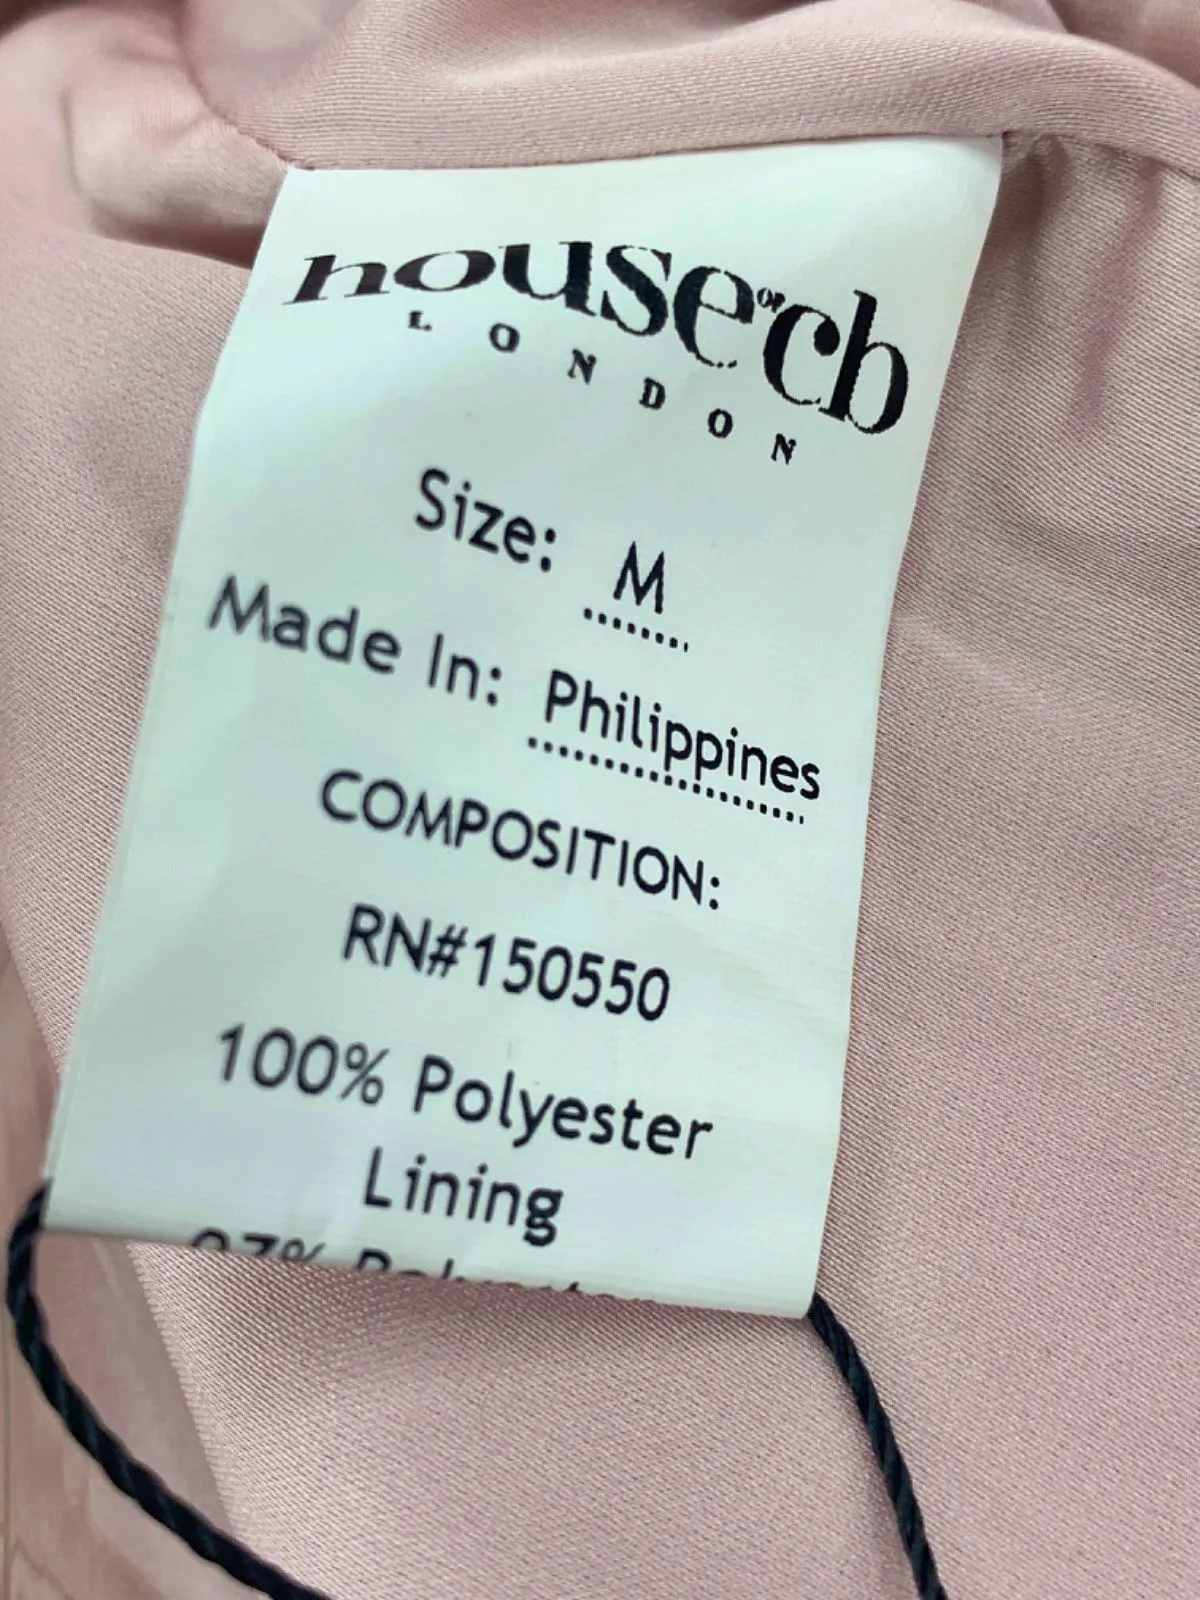 house OF cb
LONDON
Size: M
Made In: Philippines
COMPOSITION:
RN#150550
100% Polyester
Lining